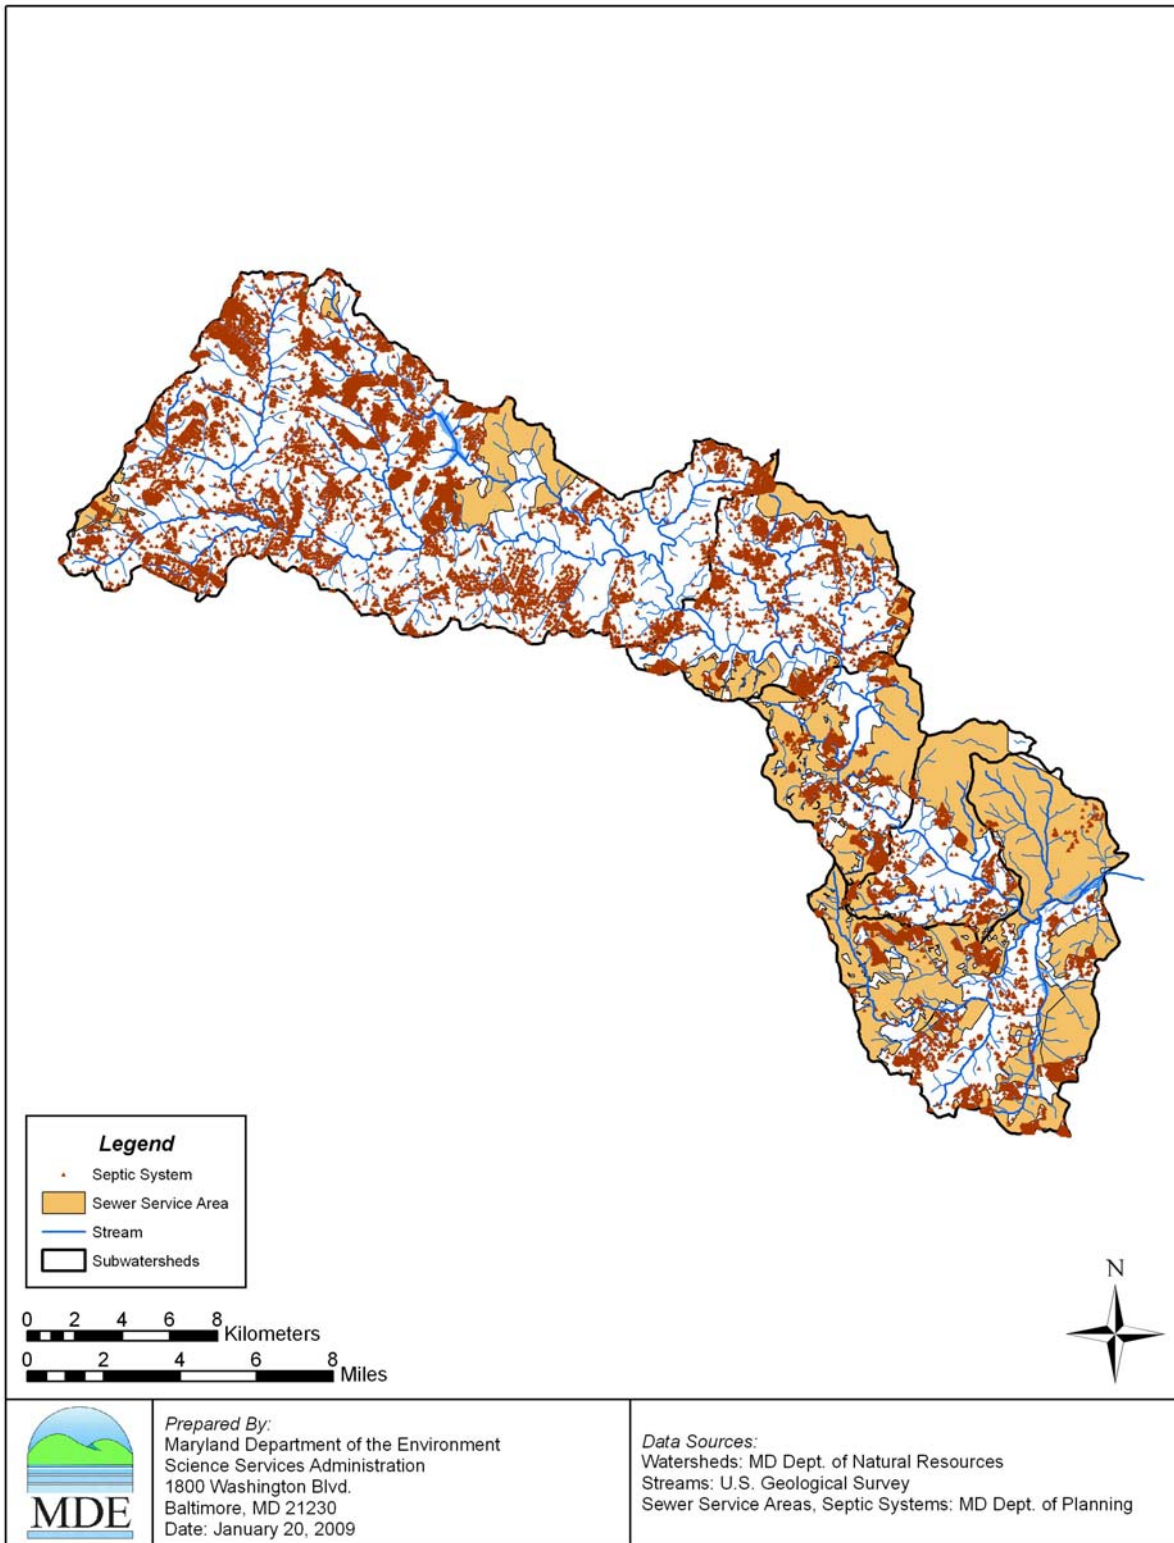 Legend
Septic System
Sewer Service Area
Stream
Subwatersheds
N
0 2 4 6 8
Kilometers
0 2 4 6 8
Miles
MDE
Prepared By:
Maryland Department of the Environment
Science Services Administration
1800 Washington Blvd.
Baltimore, MD 21230
Date: January 20, 2009
Data Sources:
Watersheds: MD Dept. of Natural Resources
Streams: U.S. Geological Survey
Sewer Service Areas, Septic Systems: MD Dept. of Planning